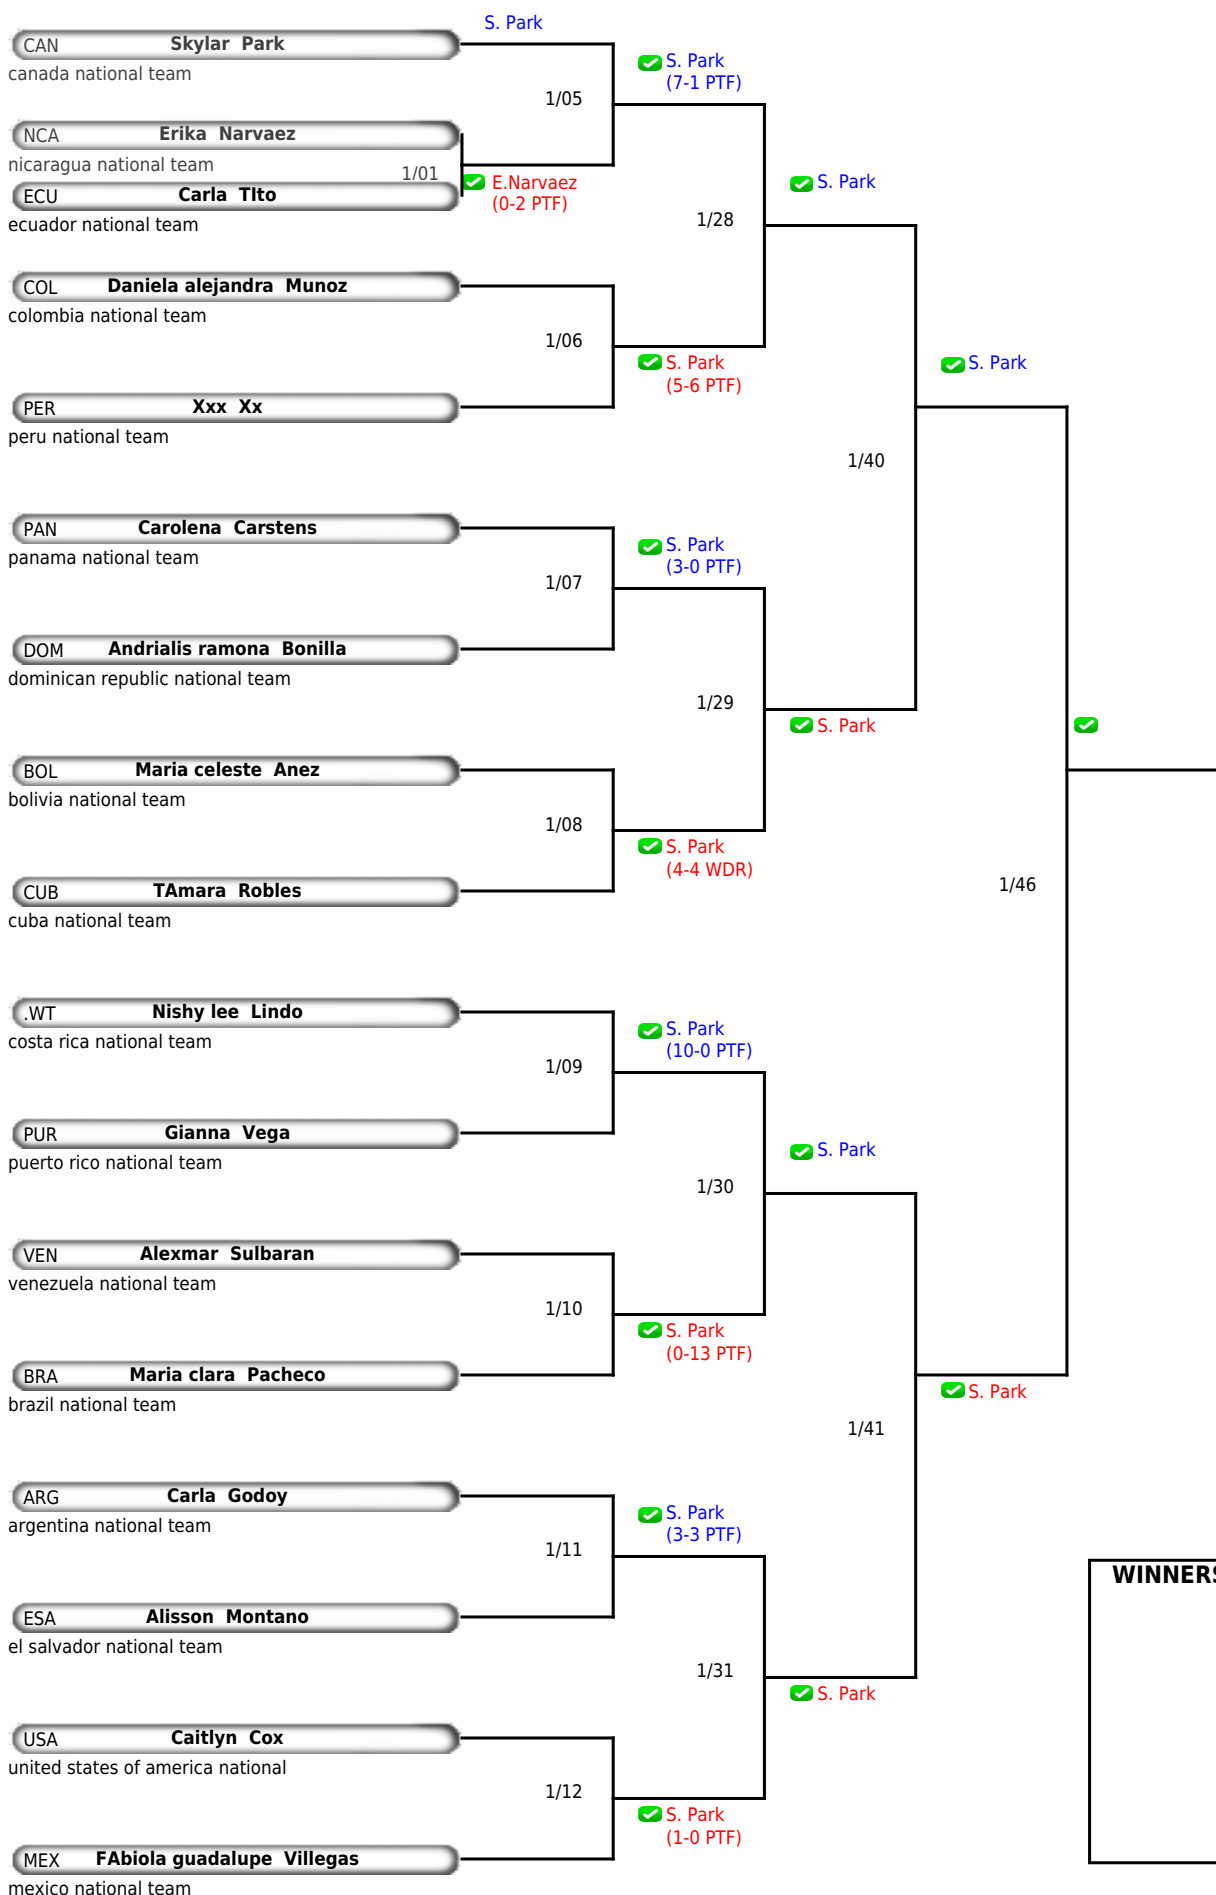 S. Park
CAN Skylar Park
canada national team
S. Park
(7-1 PTF)
1/05
NCA Erika Narvaez
nicaragua national team
1/01
E.Narvaez
(0-2 PTF)
S. Park
ECU Carla TIto
ecuador national team
1/28
COL Daniela alejandra Munoz
colombia national team
1/06
S. Park
(5-6 PTF)
S. Park
PER Xxx Xx
peru national team
1/40
PAN Carolena Carstens
panama national team
S. Park
(3-0 PTF)
1/07
DOM Andrialis ramona Bonilla
dominican republic national team
1/29
S. Park
BOL Maria celeste Anez
bolivia national team
1/08
S. Park
(4-4 WDR)
1/46
CUB TAmara Robles
cuba national team
.WT Nishy lee Lindo
costa rica national team
S. Park
(10-0 PTF)
1/09
PUR Gianna Vega
puerto rico national team
S. Park
1/30
VEN Alexmar Sulbaran
venezuela national team
1/10
S. Park
(0-13 PTF)
BRA Maria clara Pacheco
brazil national team
S. Park
1/41
ARG Carla Godoy
argentina national team
S. Park
(3-3 PTF)
1/11
WINNERS
ESA Alisson Montano
el salvador national team
1/31
S. Park
USA Caitlyn Cox
united states of america national
1/12
S. Park
(1-0 PTF)
MEX FAbiola guadalupe Villegas
mexico national team